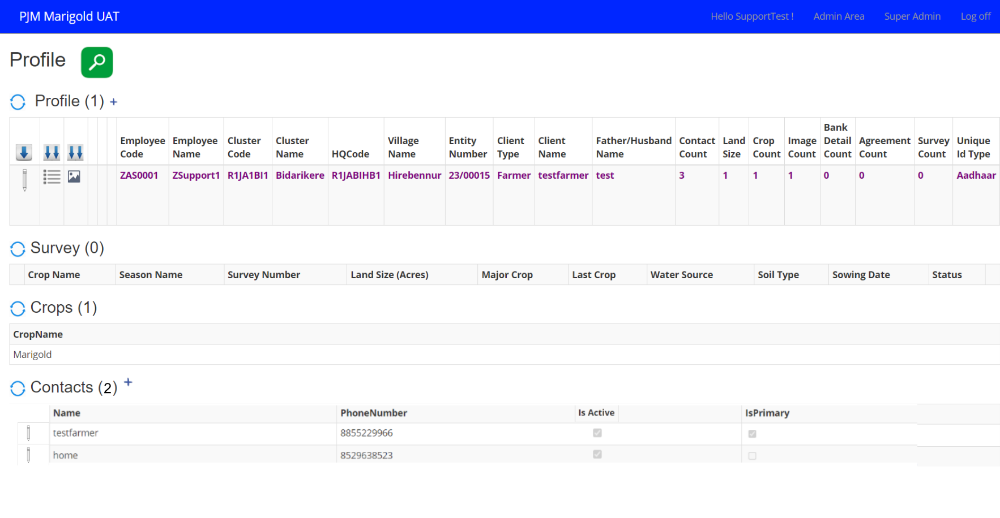 PJM Marigold UAT Hello SupportTest ! Admin Area Super Admin Log off
Profile
Profile (1) +
Employee Code Employee Name Cluster Code Cluster Name HQCode Village Name Entity Number Client Type Client Name Father/Husband Name Contact Count Land Size Crop Count Image Count Bank Detail Count Agreement Count Survey Count Unique Id Type
ZAS0001 ZSupport1 R1JA1BI1 Bidarikere R1JABIHB1 Hirebennur 23/00015 Farmer testfarmer test 3 1 1 1 0 0 0 Aadhaar
Survey (0)
Crop Name Season Name Survey Number Land Size (Acres) Major Crop Last Crop Water Source Soil Type Sowing Date Status
Crops (1)
CropName
Marigold
Contacts (2) +
Name PhoneNumber Is Active IsPrimary
testfarmer 8855229966
home 8529638523